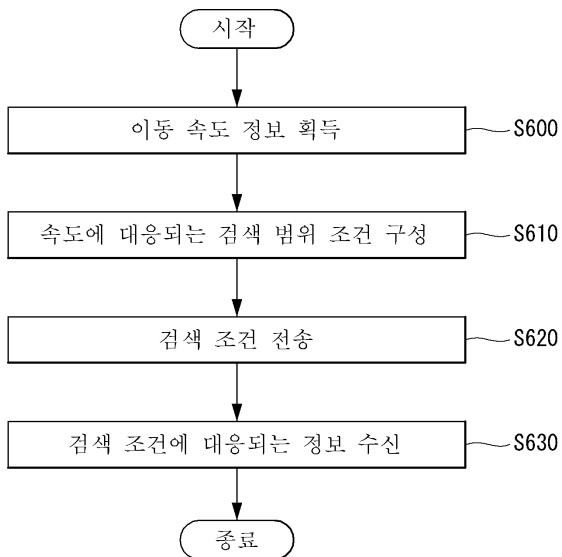 시작
이동 속도 정보 획득
S600
속도에 대응되는 검색 범위 조건 구성
S610
검색 조건 전송
S620
검색 조건에 대응되는 정보 수신
S630
종료